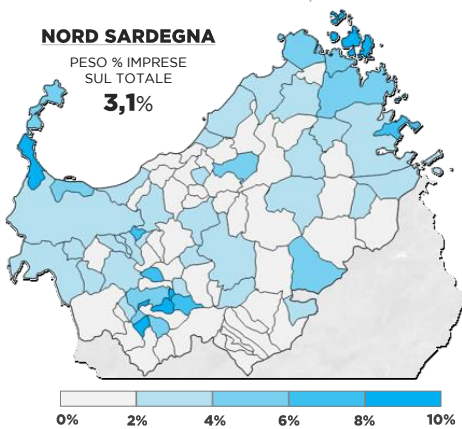 NORD SARDEGNA
PESO % IMPRESE
SUL TOTALE
3,1%
0% 2% 4% 6% 8% 10%